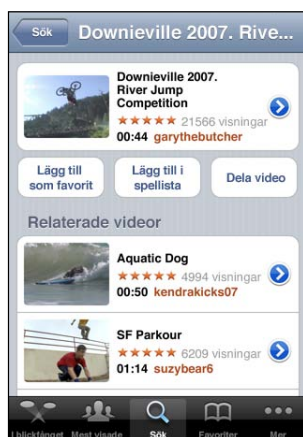 Sök
Downieville 2007. Rive...
Downieville 2007.
River Jump
Competition
21566 visningar
00:44 garythebutcher
Lägg till
som favorit
Lägg till i
spellista
Dela video
Relaterade videor
Aquatic Dog
4994 visningar
00:50 kendrakicks07
SF Parkour
6209 visningar
01:14 suzybear6
I blickfånget
Mest visade
Sök
Favoriter
Mer